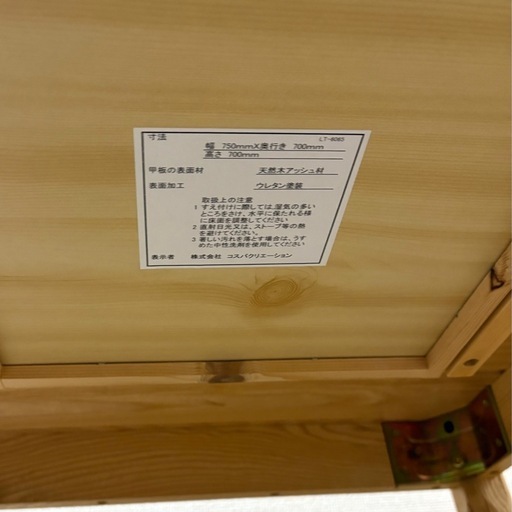 寸法 LT-8085
幅 750mmX奥行き 700mm
高さ 700mm
甲板の表面材 天然木アッシュ材
表面加工 ウレタン塗装
取扱上の注意
1 すえ付けに際しては,湿気の多い
ところをさけ、水平に保たれる様
に床面を調整してください
2 直射日光又は、ストーブ等の熱
を避けてください
3 著しい汚れを落とす場合は、うす
めた中性洗剤を使用してください
表示者 株式会社 コスパクリエーション